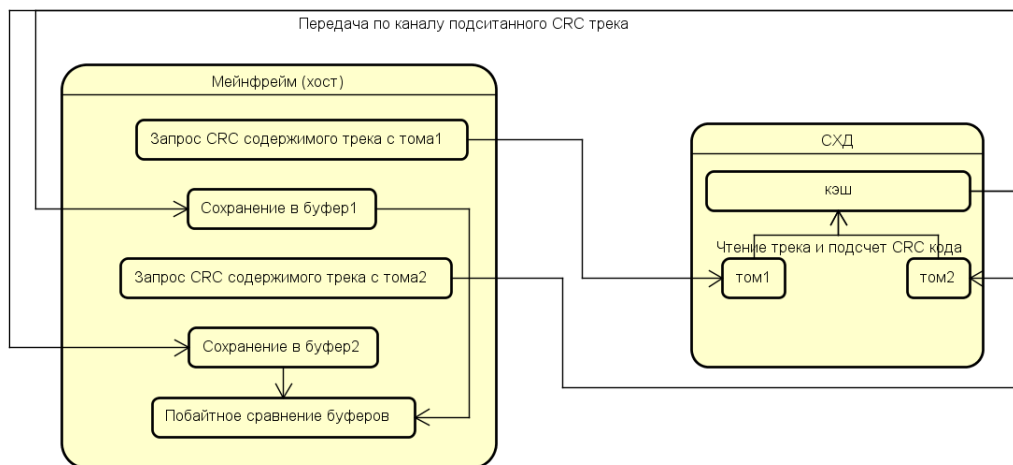 Передача по каналу подситанного CRC трека
Мейнфрейм (хост)
Запрос CRC содержимого трека с тома1
Сохранение в буфер1
Запрос CRC содержимого трека с тома2
Сохранение в буфер2
Побайтное сравнение буферов
СХД
кэш
Чтение трека и подсчет CRC кода
том1
том2